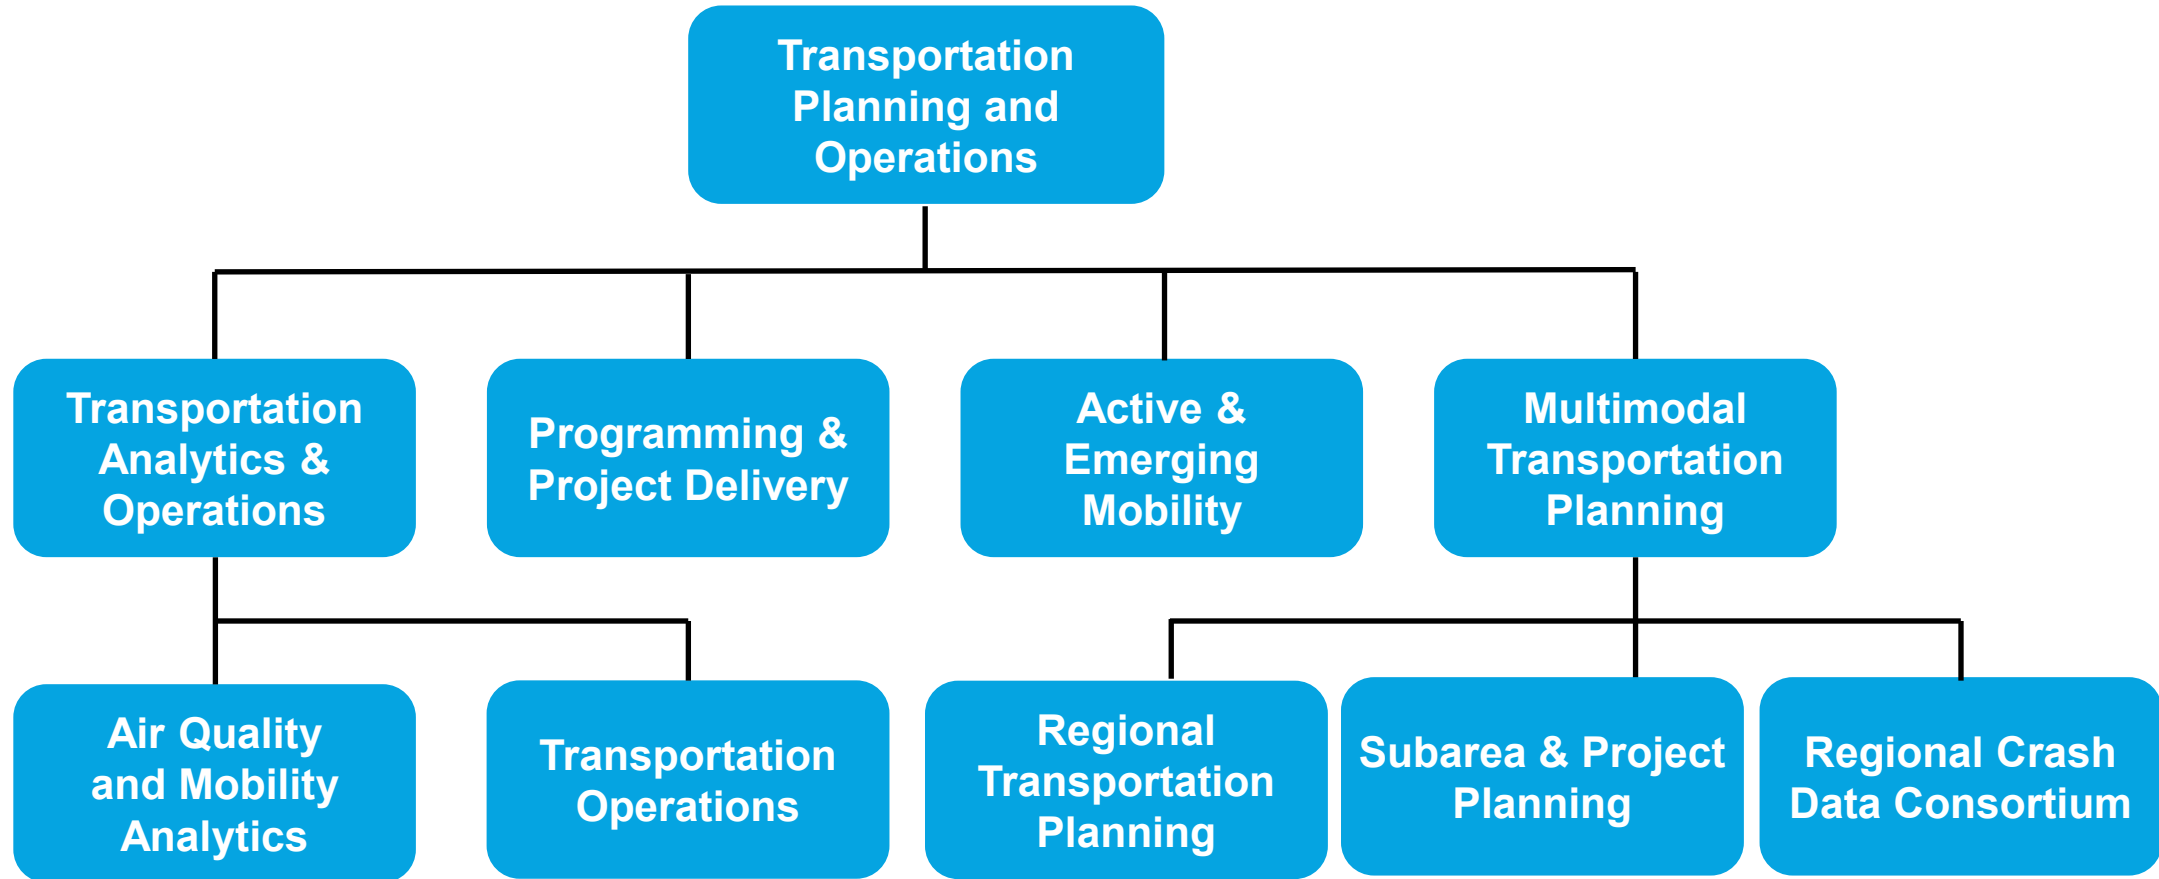 Transportation
Planning and
Operations
Transportation
Analytics &
Operations
Programming &
Project Delivery
Active &
Emerging
Mobility
Multimodal
Transportation
Planning
Air Quality
and Mobility
Analytics
Transportation
Operations
Regional
Transportation
Planning
Subarea & Project
Planning
Regional Crash
Data Consortium